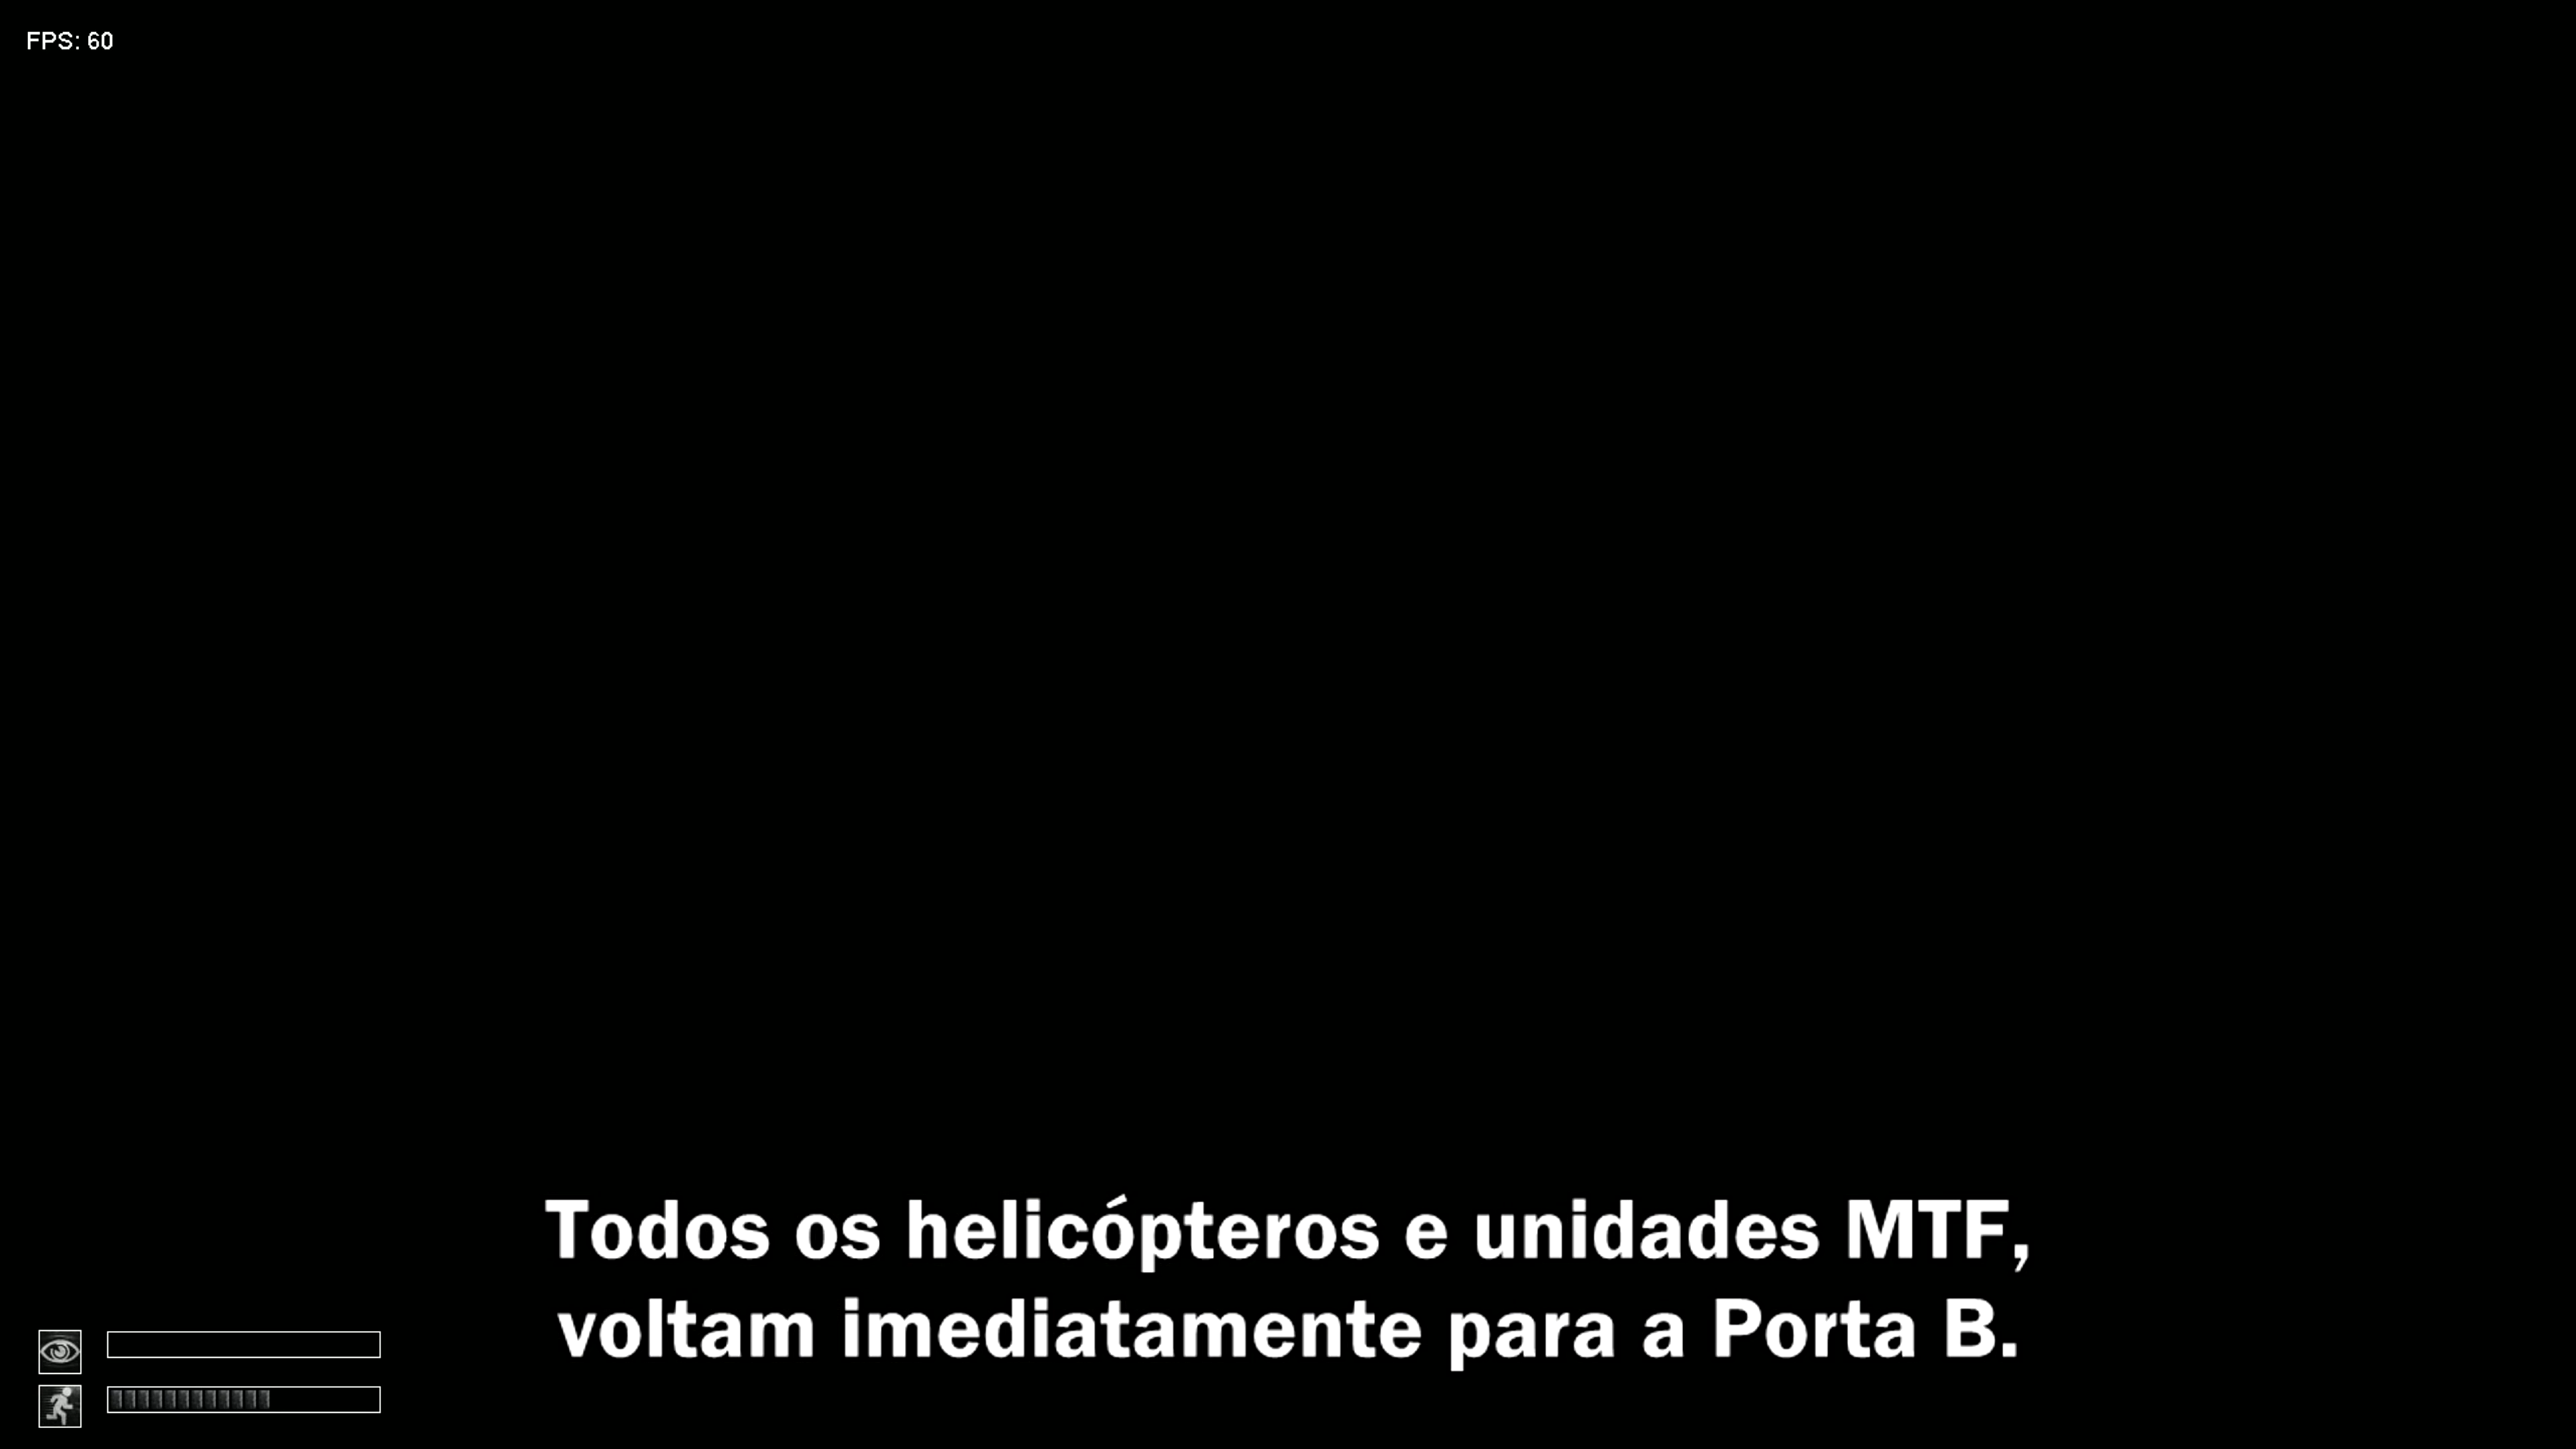 FPS: 60
Todos os helicópteros e unidades MTF,
voltam imediatamente para a Porta B.